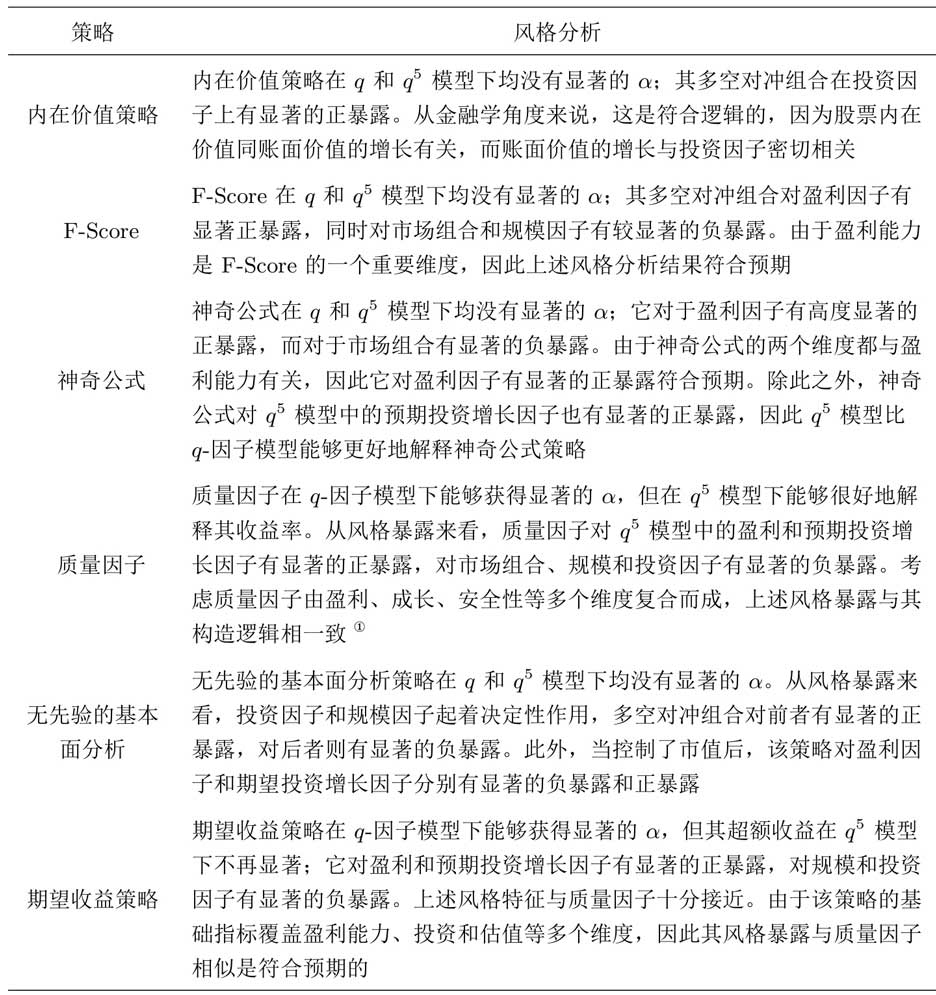 策略 风格分析
内在价值策略在 q 和 q⁵ 模型下均没有显著的 α；其多空对冲组合在投资因
内在价值策略 子上有显著的正暴露。从金融学角度来说，这是符合逻辑的，因为股票内在
价值同账面价值的增长有关，而账面价值的增长与投资因子密切相关
F-Score 在 q 和 q⁵ 模型下均没有显著的 α；其多空对冲组合对盈利因子有
F-Score 显著正暴露，同时对市场组合和规模因子有较显著的负暴露。由于盈利能力
是 F-Score 的一个重要维度，因此上述风格分析结果符合预期
神奇公式在 q 和 q⁵ 模型下均没有显著的 α；它对于盈利因子有高度显著的
正暴露，而对于市场组合有显著的负暴露。由于神奇公式的两个维度都与盈
神奇公式 利能力有关，因此它对盈利因子有显著的正暴露符合预期。除此之外，神奇
公式对 q⁵ 模型中的预期投资增长因子也有显著的正暴露，因此 q⁵ 模型比
q-因子模型能够更好地解释神奇公式策略
质量因子在 q-因子模型下能够获得显著的 α，但在 q⁵ 模型下能够很好地解
释其收益率。从风格暴露来看，质量因子对 q⁵ 模型中的盈利和预期投资增
质量因子 长因子有显著的正暴露，对市场组合、规模和投资因子有显著的负暴露。考
虑质量因子由盈利、成长、安全性等多个维度复合而成，上述风格暴露与其
构造逻辑相一致 ①
无先验的基本面分析策略在 q 和 q⁵ 模型下均没有显著的 α。从风格暴露来
无先验的基本 看，投资因子和规模因子起着决定性作用，多空对冲组合对前者有显著的正
面分析 暴露，对后者则有显著的负暴露。此外，当控制了市值后，该策略对盈利因
子和期望投资增长因子分别有显著的负暴露和正暴露
期望收益策略在 q-因子模型下能够获得显著的 α，但其超额收益在 q⁵ 模型
下不再显著；它对盈利和预期投资增长因子有显著的正暴露，对规模和投资
期望收益策略 因子有显著的负暴露。上述风格特征与质量因子十分接近。由于该策略的基
础指标覆盖盈利能力、投资和估值等多个维度，因此其风格暴露与质量因子
相似是符合预期的